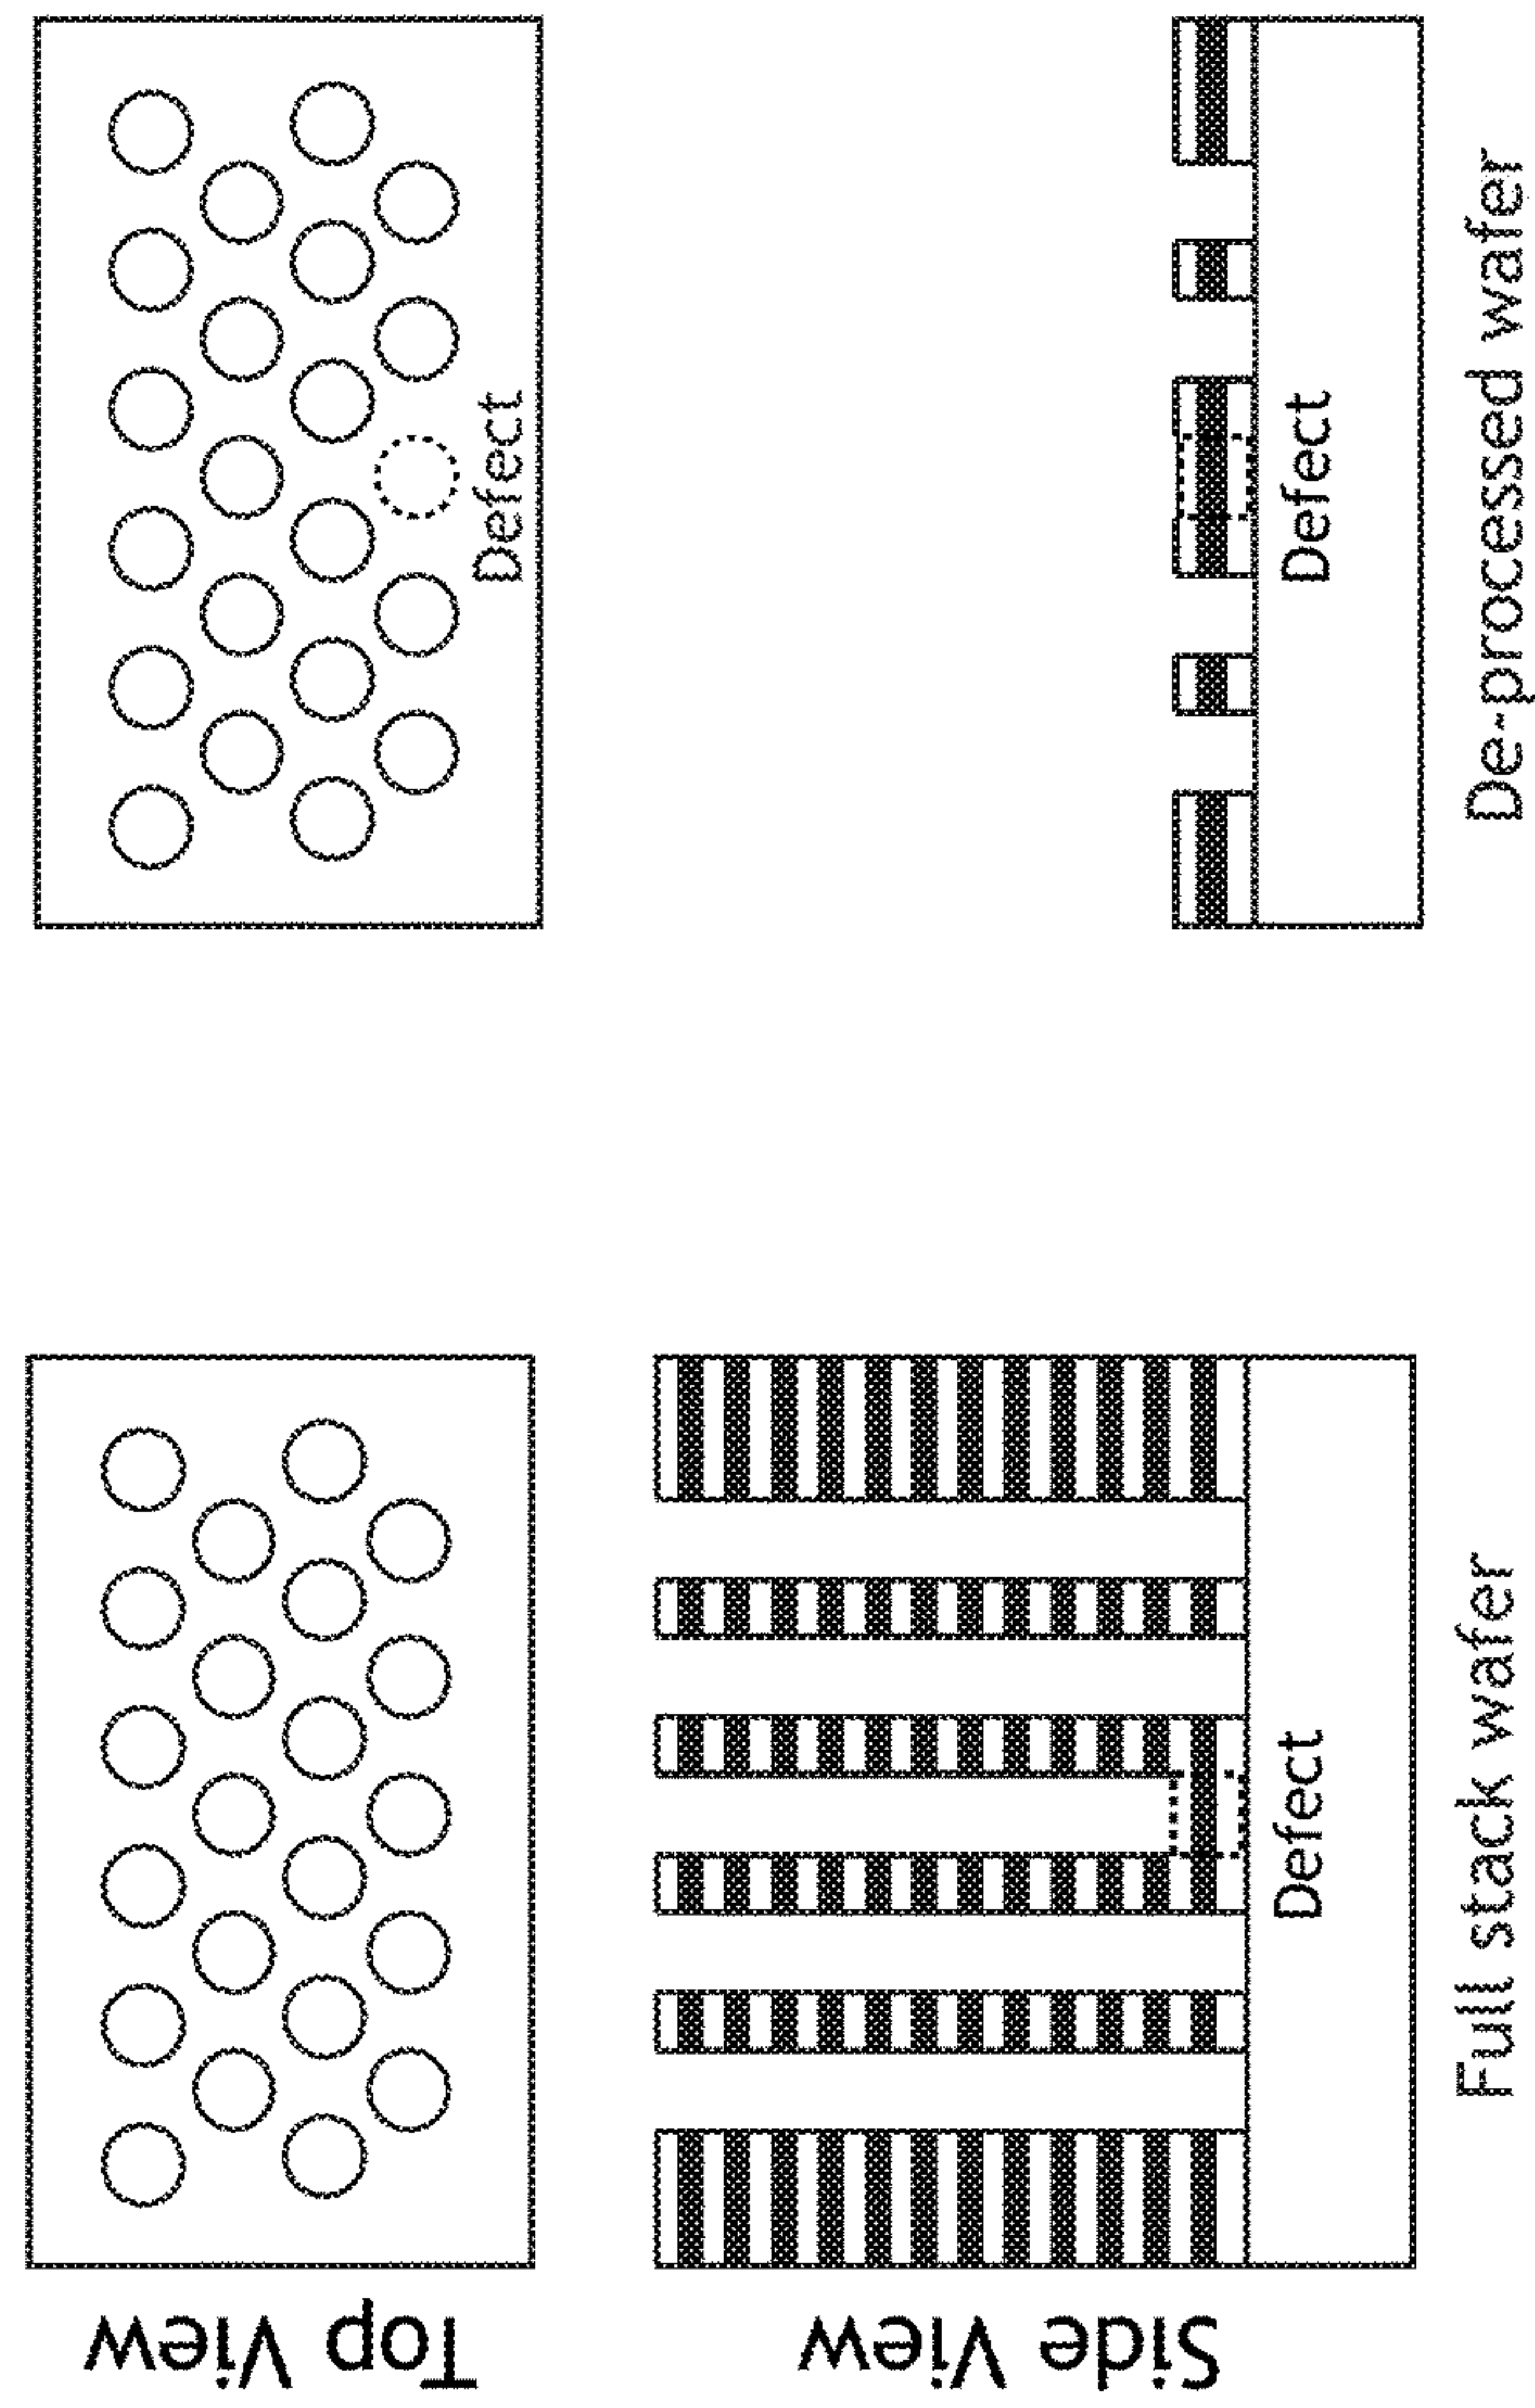 Top View
Defect
Side View
Defect
Defect
Full stack wafer
De-processed wafer